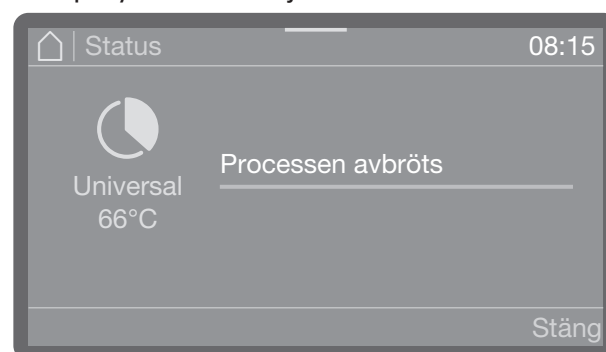 Status 08:15
Processen avbröts
Universal
66°C
Stäng